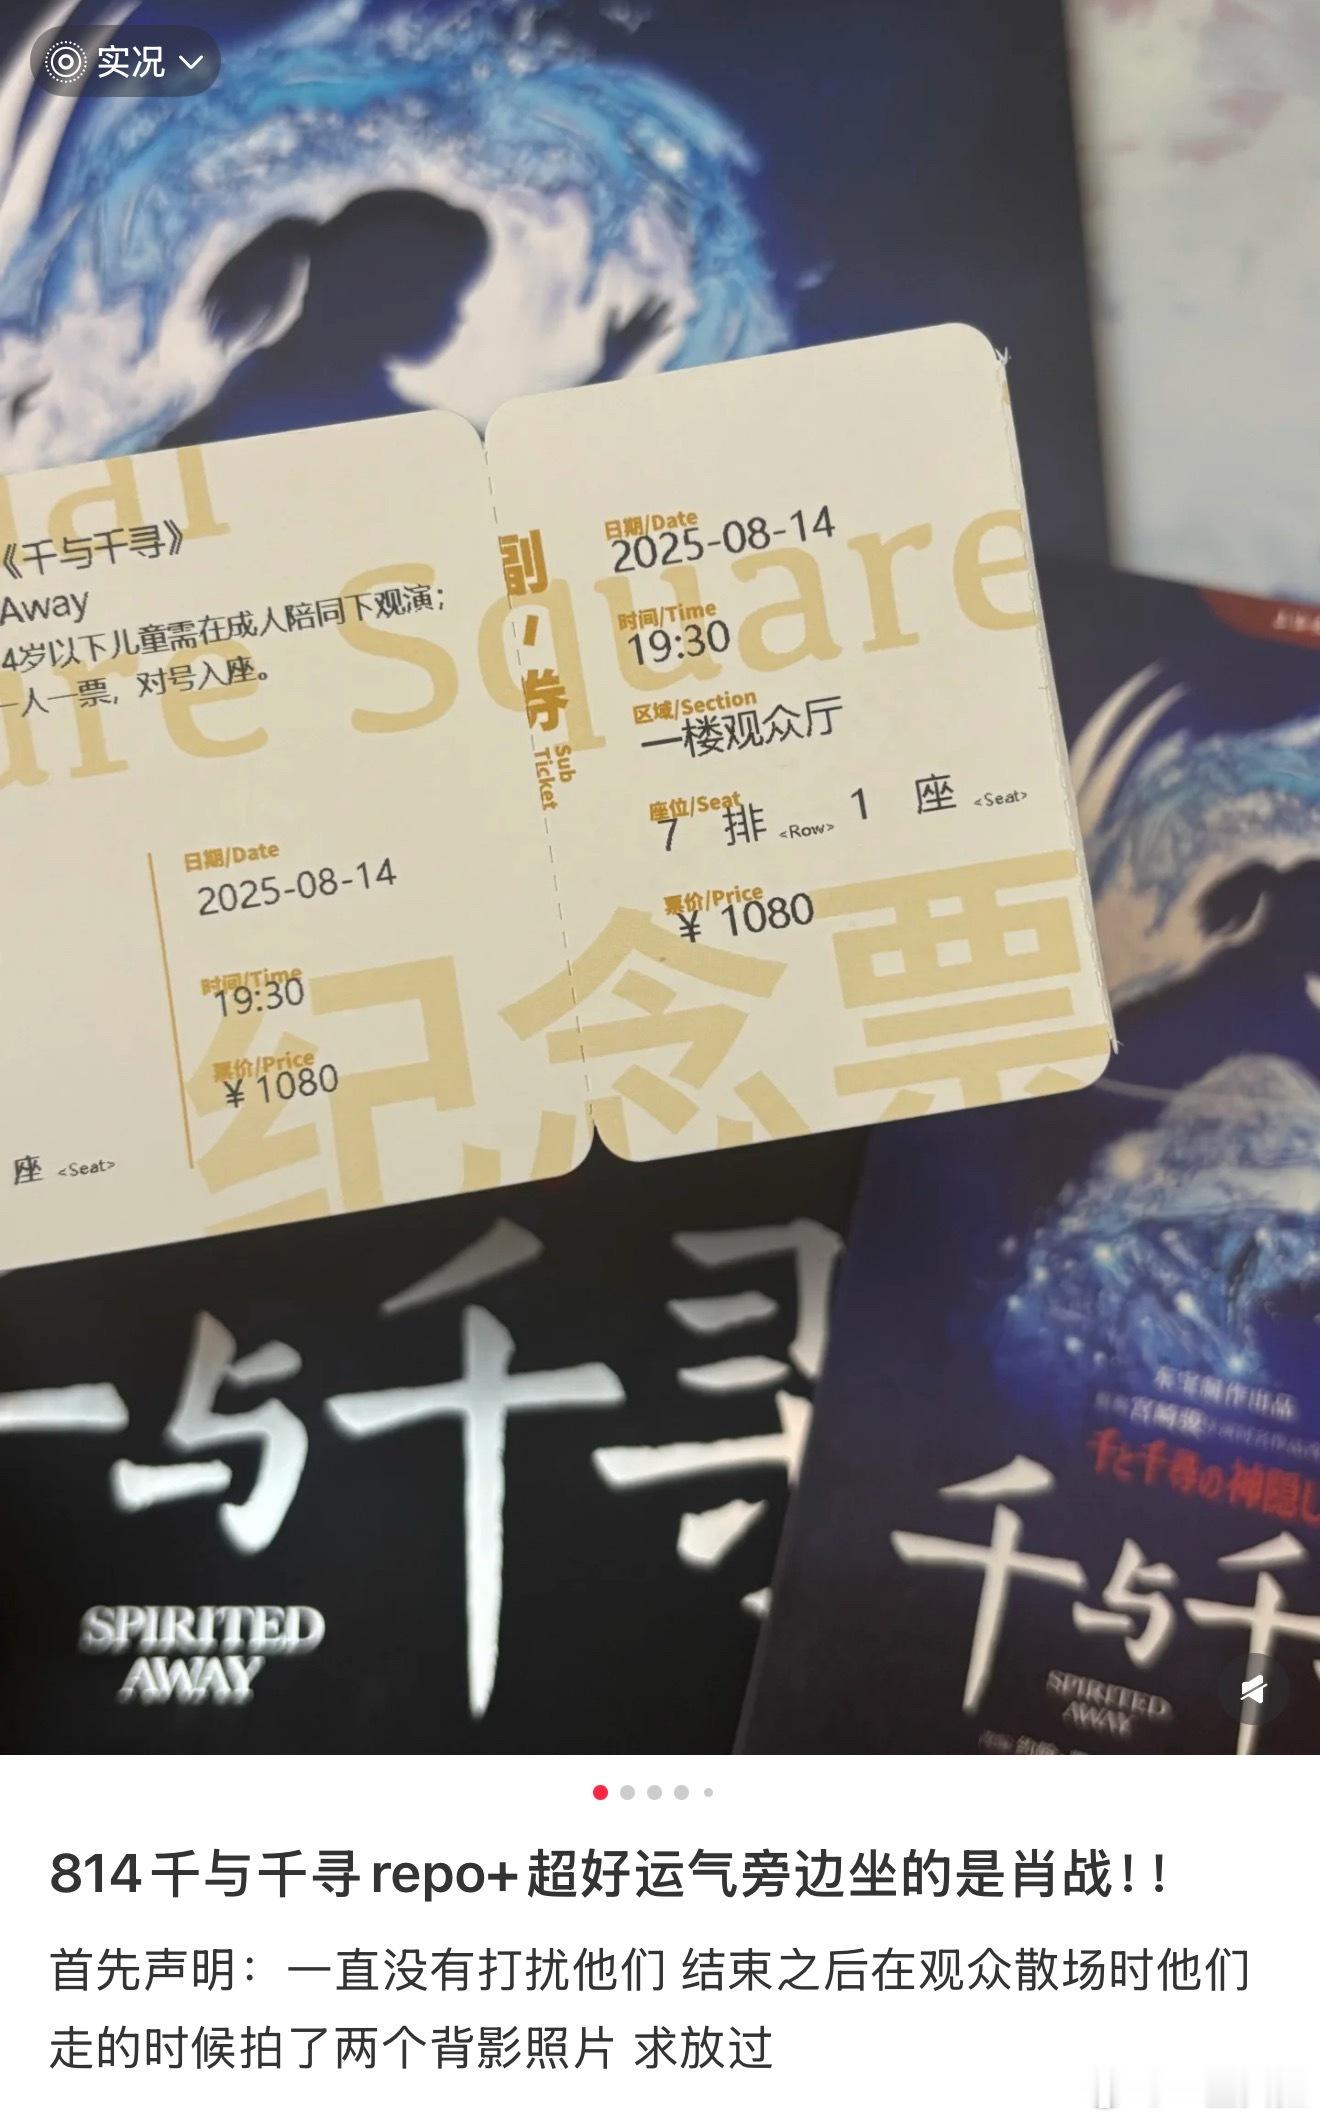 实况
《千与千寻》
Away
4岁以下儿童需在成人陪同下观演；
一人一票，对号入座。
日期/Date
2025-08-14
时间/Time
19:30
票价/Price
¥ 1080
座 <Seat>
副/券
Sub
Ticket
日期/Date
2025-08-14
时间/Time
19:30
区域/Section
一楼观众厅
座位/Seat
7 排 <Row> 1 座 <Seat>
票价/Price
¥ 1080
Square
纪念票
与千寻
SPIRITED
AWAY
东宝制作出品
宫崎骏
千と千尋の神隠し
千与千
SPIRITED
AWAY
814千与千寻repo+超好运气旁边坐的是肖战！！
首先声明：一直没有打扰他们 结束之后在观众散场时他们
走的时候拍了两个背影照片 求放过